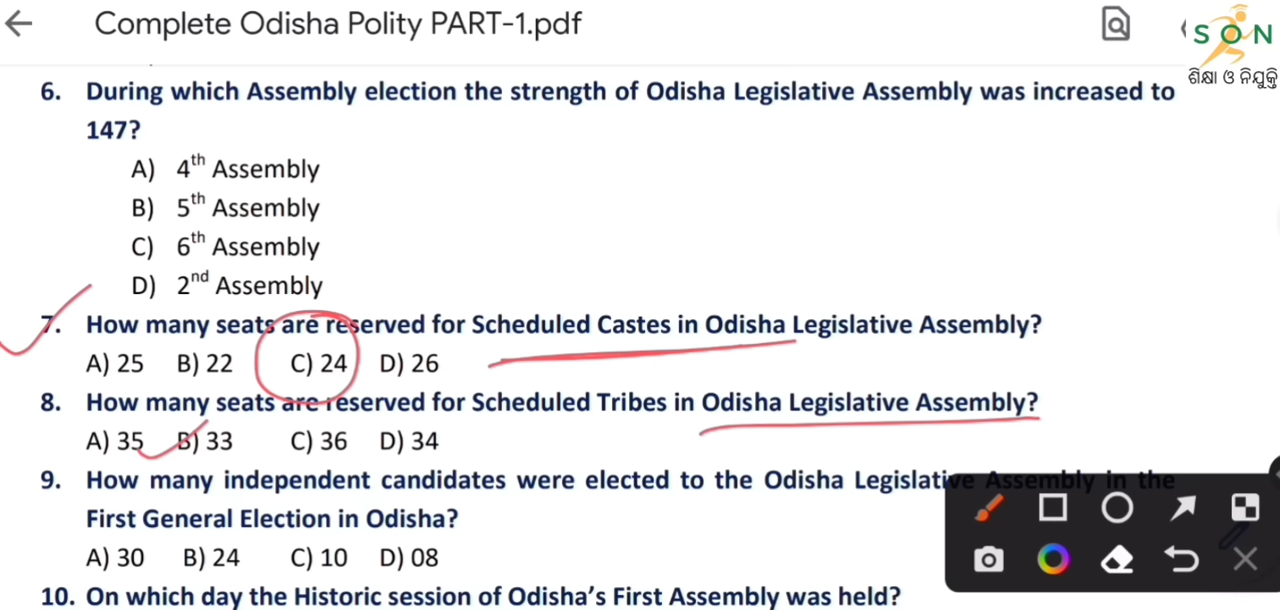 Complete Odisha Polity PART-1.pdf
SON
ଶିକ୍ଷା ଓ ନିଯୁକ୍ତି
6. During which Assembly election the strength of Odisha Legislative Assembly was increased to
147?
A) 4th Assembly
B) 5th Assembly
C) 6th Assembly
D) 2nd Assembly
7. How many seats are reserved for Scheduled Castes in Odisha Legislative Assembly?
A) 25 B) 22 C) 24 D) 26
8. How many seats are reserved for Scheduled Tribes in Odisha Legislative Assembly?
A) 35 B) 33 C) 36 D) 34
9. How many independent candidates were elected to the Odisha Legislative Assembly in the
First General Election in Odisha?
A) 30 B) 24 C) 10 D) 08
10. On which day the Historic session of Odisha’s First Assembly was held?